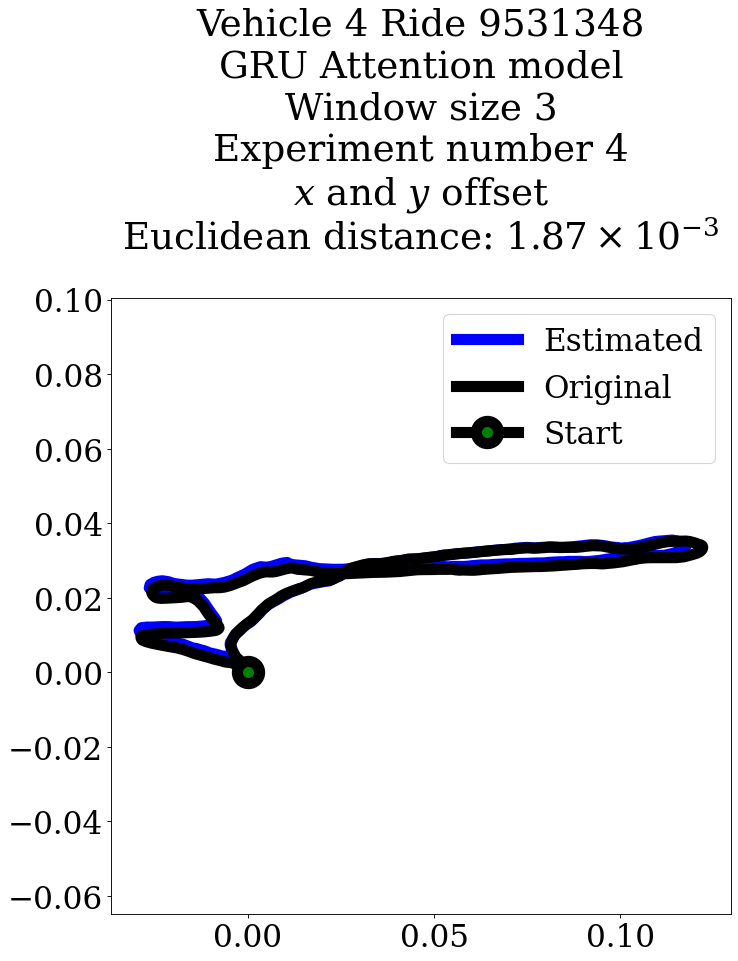 Vehicle 4 Ride 9531348
GRU Attention model
Window size 3
Experiment number 4
x and y offset
Euclidean distance: 1.87 × 10⁻³
Estimated
Original
Start
0.10
0.08
0.06
0.04
0.02
0.00
−0.02
−0.04
−0.06
0.00 0.05 0.10